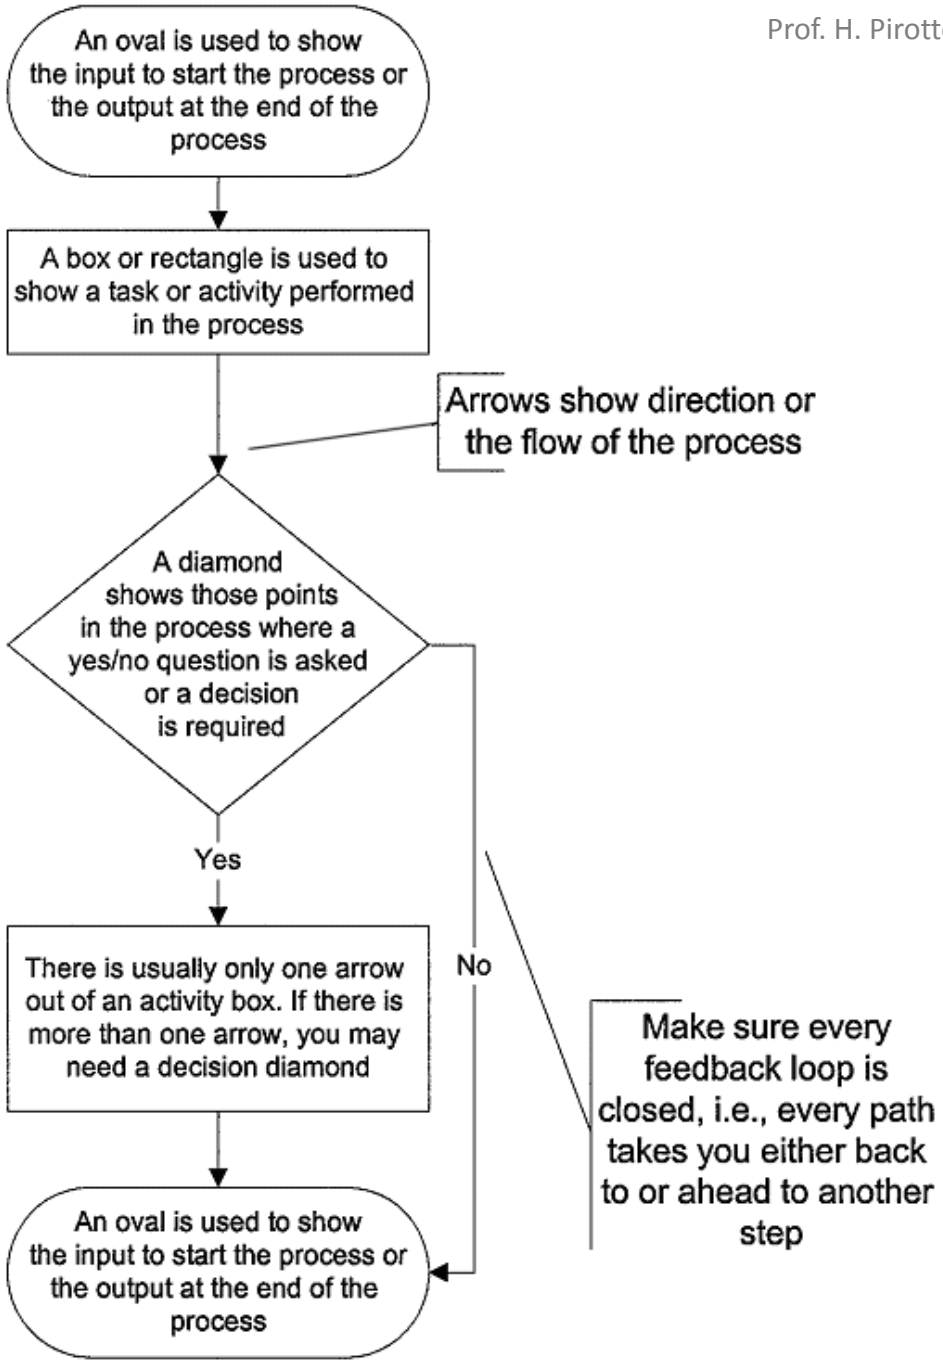 Prof. H. Pirotte
An oval is used to show
the input to start the process or
the output at the end of the
process
A box or rectangle is used to
show a task or activity performed
in the process
Arrows show direction or
the flow of the process
A diamond
shows those points
in the process where a
yes/no question is asked
or a decision
is required
Yes
No
There is usually only one arrow
out of an activity box. If there is
more than one arrow, you may
need a decision diamond
Make sure every
feedback loop is
closed, i.e., every path
takes you either back
to or ahead to another
step
An oval is used to show
the input to start the process or
the output at the end of the
process